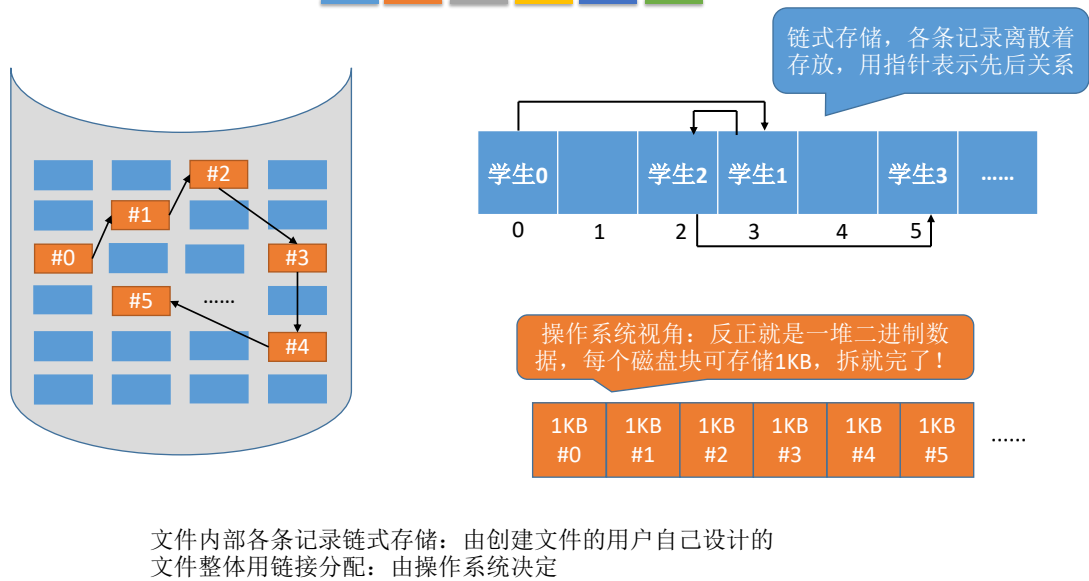 链式存储，各条记录离散着
存放，用指针表示先后关系
学生0 学生2 学生1 学生3 ……
0 1 2 3 4 5
#2
#1
#0 #3
#5 ……
#4
操作系统视角：反正就是一堆二进制数
据，每个磁盘块可存储1KB，拆就完了！
1KB 1KB 1KB 1KB 1KB 1KB
#0 #1 #2 #3 #4 #5 ……
文件内部各条记录链式存储：由创建文件的用户自己设计的
文件整体用链接分配：由操作系统决定